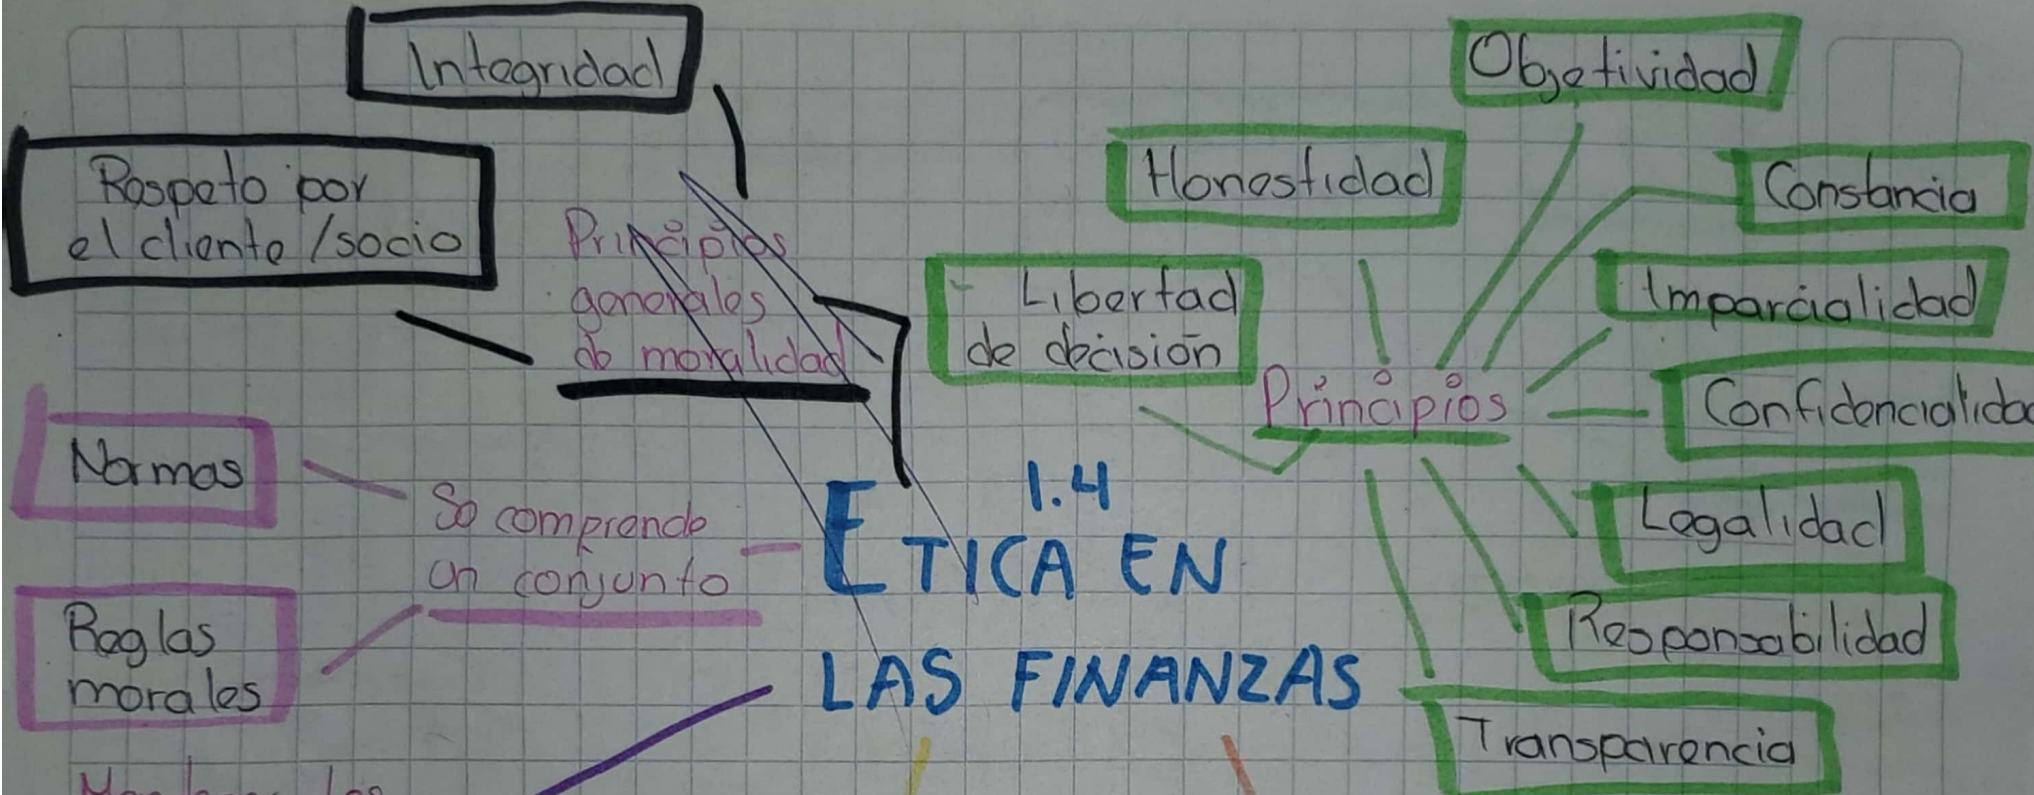 Integridad
Respeto por
el cliente /socio
Principios
generales
de moralidad
Normas
Se comprende
un conjunto
Reglas
morales
1.4
ETICA EN
LAS FINANZAS
Objetividad
Honestidad
Constancia
Libertad
de decisión
Imparcialidad
Principios
Confidencialidad
Legalidad
Responsabilidad
Transparencia